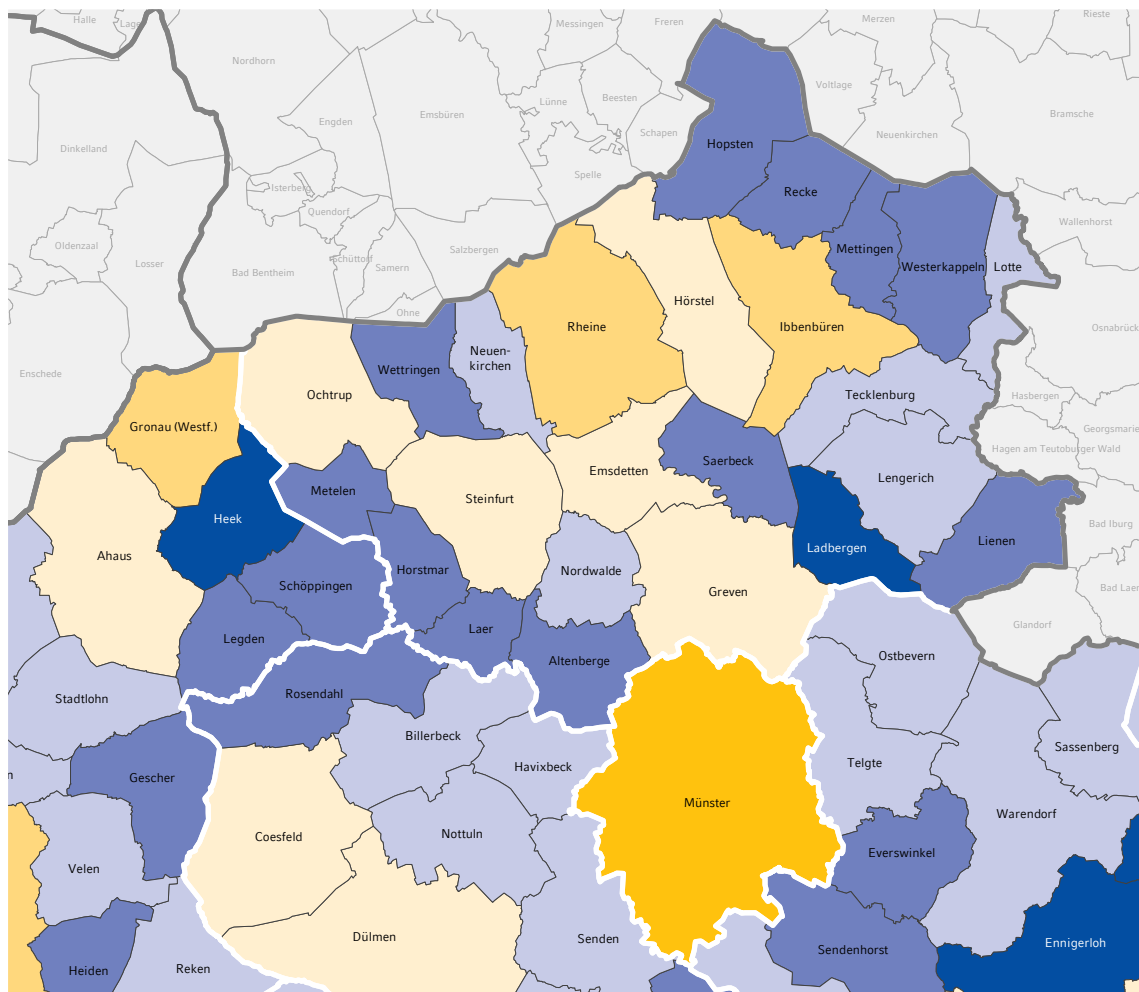 Halle
Lage
Messingen
Freren
Merzen
Rieste
Nordhorn
Voltlage
Lünne
Beesten
Emsbüren
Engden
Schapen
Bramsche
Neuenkirchen
Hopsten
Dinkelland
Spelle
Isterberg
Recke
Quendorf
Wallenhorst
Oldenzaal
Salzbergen
Mettingen
Losser
Schüttorf
Samern
Bad Bentheim
Westerkappeln
Lotte
Hörstel
Ohne
Rheine
Ibbenbüren
Osnabrück
Neuen-
kirchen
Wettringen
Enschede
Ochtrup
Tecklenburg
Hasbergen
Gronau (Westf.)
Georgsmarie
Hagen am Teutoburger Wald
Saerbeck
Emsdetten
Lengerich
Metelen
Steinfurt
Heek
Bad Iburg
Lienen
Ladbergen
Ahaus
Horstmar
Nordwalde
Schöppingen
Bad Laer
Greven
Glandorf
Laer
Legden
Ostbevern
Altenberge
Rosendahl
Stadtlohn
Billerbeck
Sassenberg
Telgte
Havixbeck
n
Gescher
Münster
Warendorf
Nottuln
Coesfeld
Everswinkel
Velen
Dülmen
Senden
Ennigerloh
Sendenhorst
Reken
Heiden